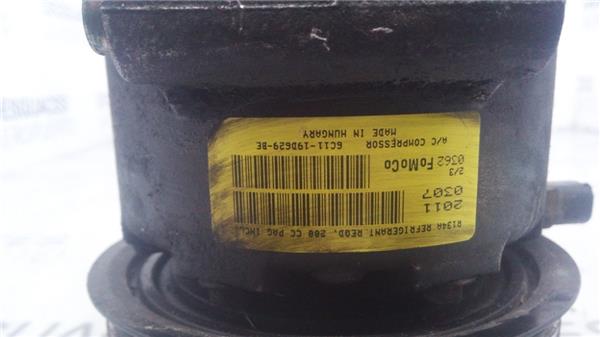 R134A REFRIGERANT REQD, 200 CC PAG INCL.
2011
0307
2/3
0362 FoMoCo
6C11-19D629-BE
A/C COMPRESSOR MADE IN HUNGARY